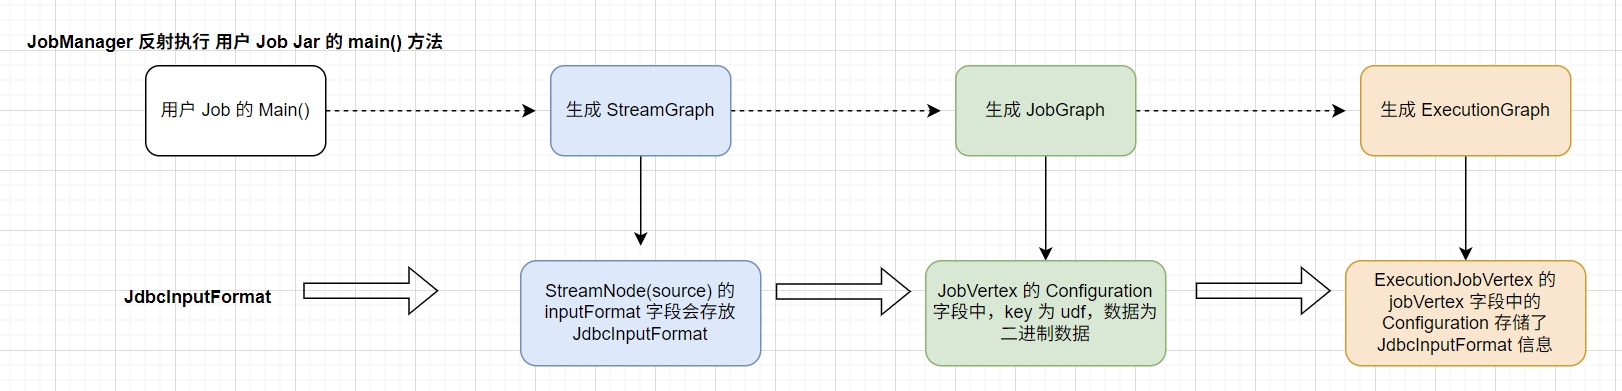 JobManager 反射执行 用户 Job Jar 的 main() 方法
用户 Job 的 Main()
生成 StreamGraph
生成 JobGraph
生成 ExecutionGraph
JdbcInputFormat
StreamNode(source) 的
inputFormat 字段会存放
JdbcInputFormat
JobVertex 的 Configuration
字段中，key 为 udf，数据为
二进制数据
ExecutionJobVertex 的
jobVertex 字段中的
Configuration 存储了
JdbcInputFormat 信息